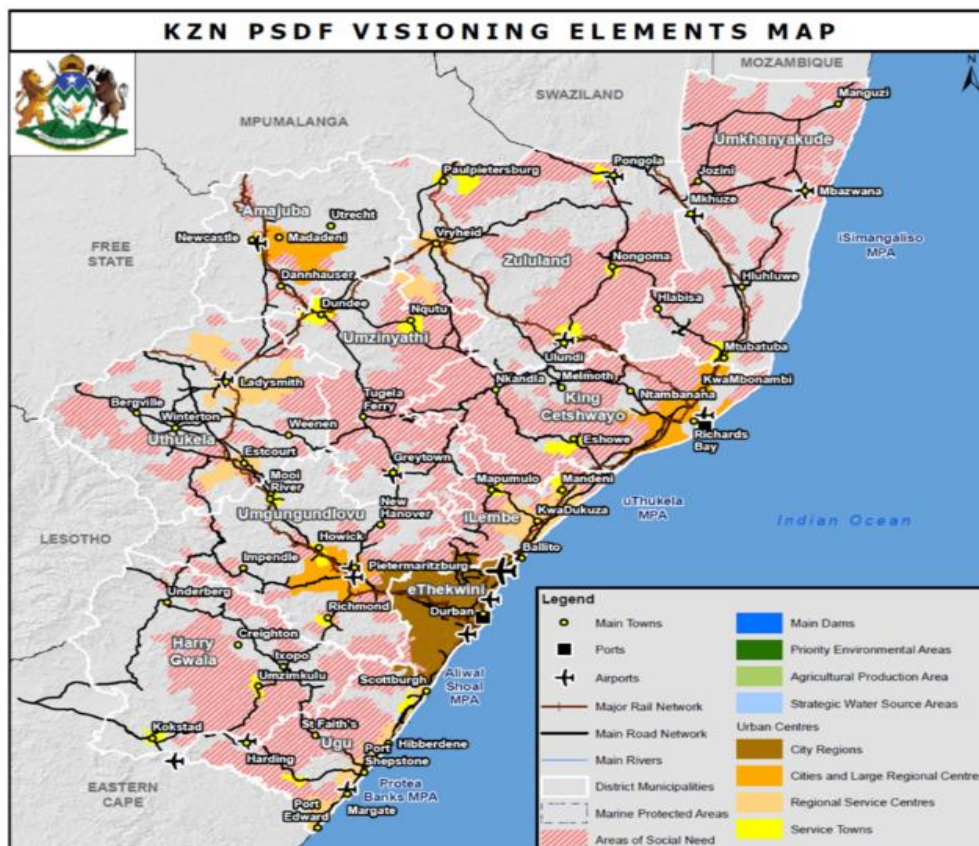 KZN PSDF VISIONING ELEMENTS MAP
MOZAMBIQUE
N
SWAZILAND
Manguzi
MPUMALANGA
Umkhanyakude
Paulpietersburg
Pongola
Jozini
Mbazwana
Mkhuze
Amajuba
Utrecht
Newcastle
Madadeni
Vryheid
iSimangaliso
MPA
FREE
STATE
Zululand
Nongoma
Hluhluwe
Dannhauser
Hlabisa
Dundee
Nqutu
Umzinyathi
Ulundi
Mtubatuba
Ladysmith
Nkandla
Melmoth
KwaMbonambi
Bergville
Tugela
Ferry
King
Cetshwayo
Ntambanana
Winterton
Weenen
Richards
Bay
Uthukela
Eshowe
Estcourt
Greytown
Mapumulo
Mandeni
Mooi
River
Umgungundlovu
New
Hanover
iLembe
KwaDukuza
uThukela
MPA
Indian Ocean
LESOTHO
Howick
Ballito
Impendle
Pietermaritzburg
eThekwini
Underberg
Richmond
Durban
Creighton
Harry
Gwala
Ixopo
Umzimkulu
Scottburgh
Aliwal
Shoal
MPA
Kokstad
St Faith's
Ugu
Hibberdene
Port
Shepstone
Harding
EASTERN
CAPE
Protea
Banks MPA
Port
Edward
Margate
Legend
Main Towns
Ports
Airports
Major Rail Network
Main Road Network
Main Rivers
District Municipalities
Marine Protected Areas
Areas of Social Need
Main Dams
Priority Environmental Areas
Agricultural Production Area
Strategic Water Source Areas
Urban Centres
City Regions
Cities and Large Regional Centre
Regional Service Centres
Service Towns